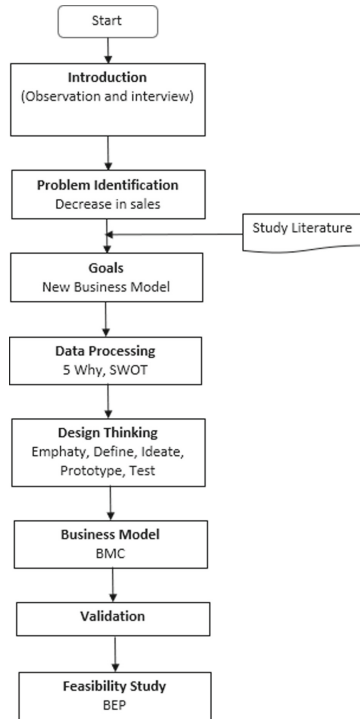 Start
Introduction
(Observation and interview)
Problem Identification
Decrease in sales
Study Literature
Goals
New Business Model
Data Processing
5 Why, SWOT
Design Thinking
Emphaty, Define, Ideate,
Prototype, Test
Business Model
BMC
Validation
Feasibility Study
BEP